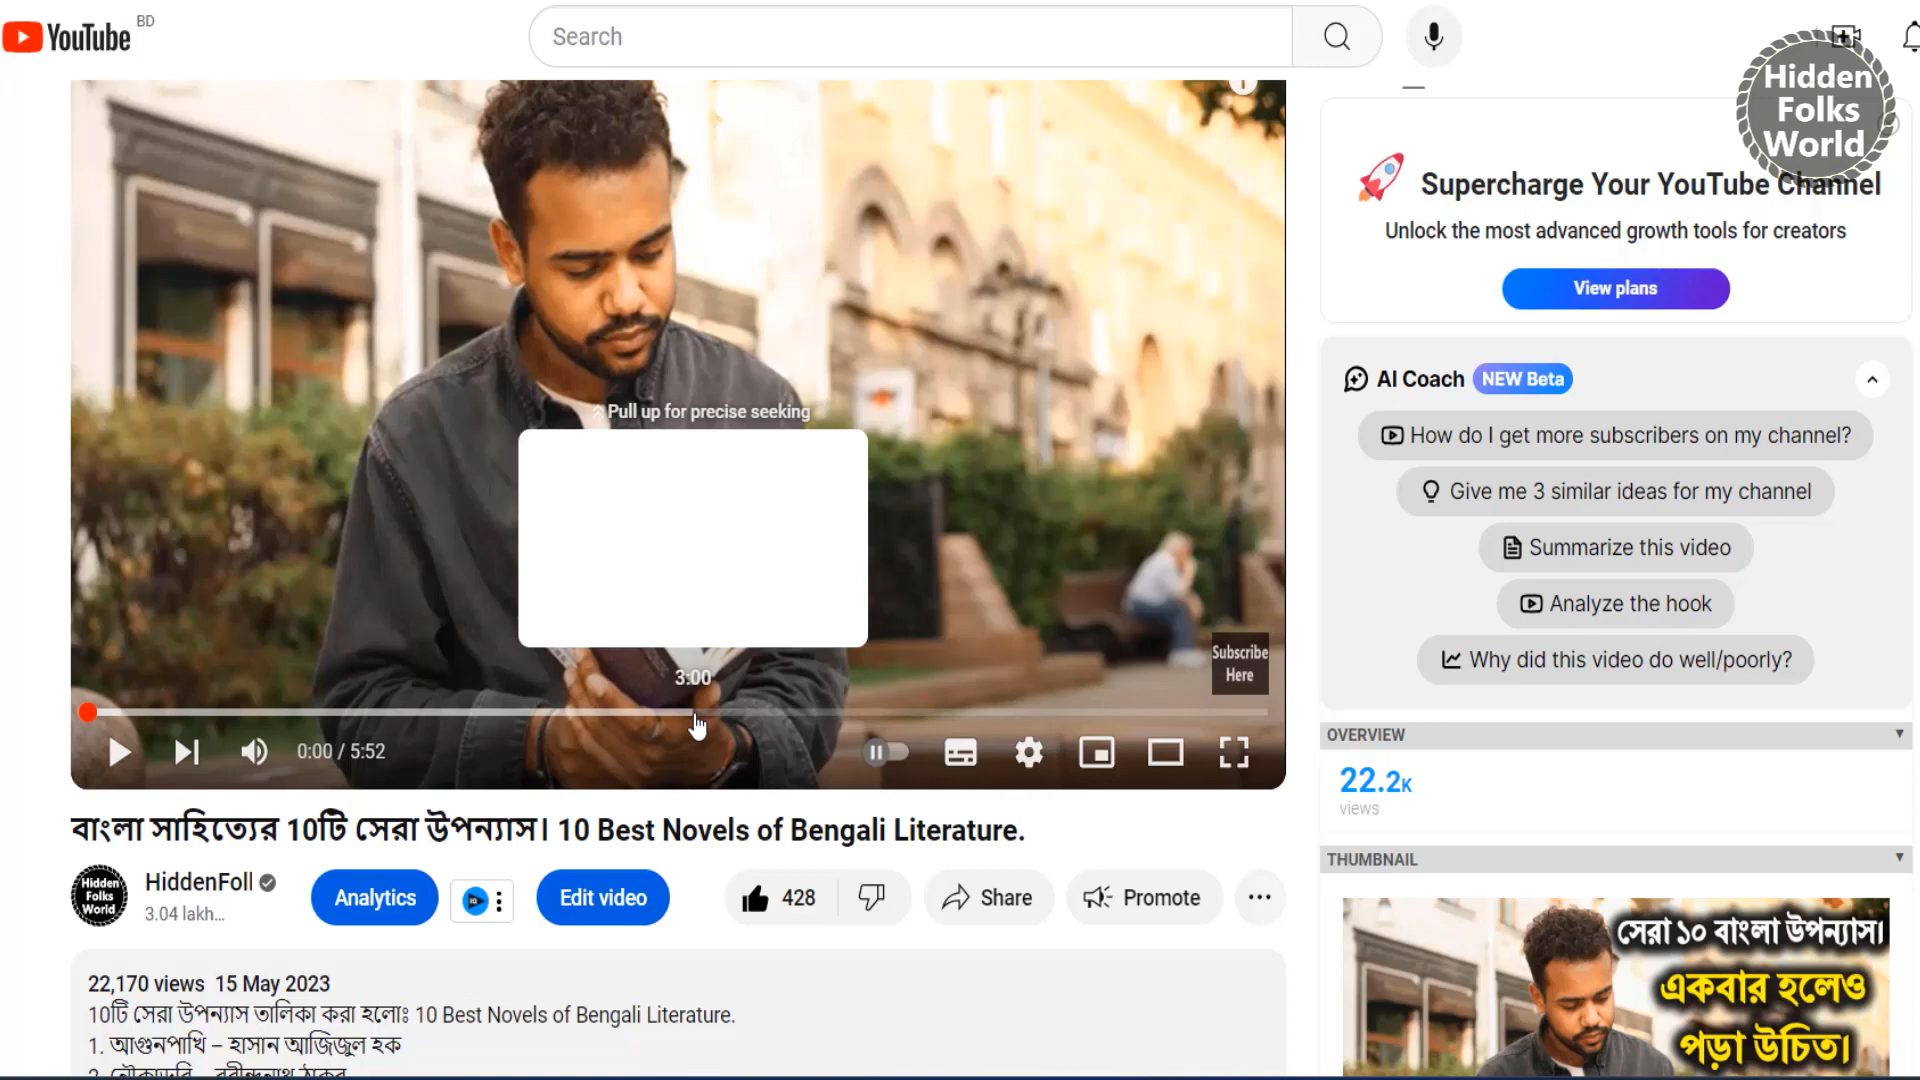 YouTube BD
Search
Hidden
Folks
World
Supercharge Your YouTube Channel
Unlock the most advanced growth tools for creators
View plans
AI Coach NEW Beta
How do I get more subscribers on my channel?
Give me 3 similar ideas for my channel
Summarize this video
Analyze the hook
Why did this video do well/poorly?
Pull up for precise seeking
3:00
Subscribe
Here
0:00 / 5:52
বাংলা সাহিত্যের 10টি সেরা উপন্যাস। 10 Best Novels of Bengali Literature.
Hidden
Folks
World
HiddenFoll
3.04 lakh...
Analytics
Edit video
428
Share
Promote
22,170 views 15 May 2023
10টি সেরা উপন্যাস তালিকা করা হলোঃ 10 Best Novels of Bengali Literature.
1. আগুনপাখি – হাসান আজিজুল হক
OVERVIEW
22.2K
views
THUMBNAIL
সেরা ১০ বাংলা উপন্যাস।
একবার হলেও
পড়া উচিত।